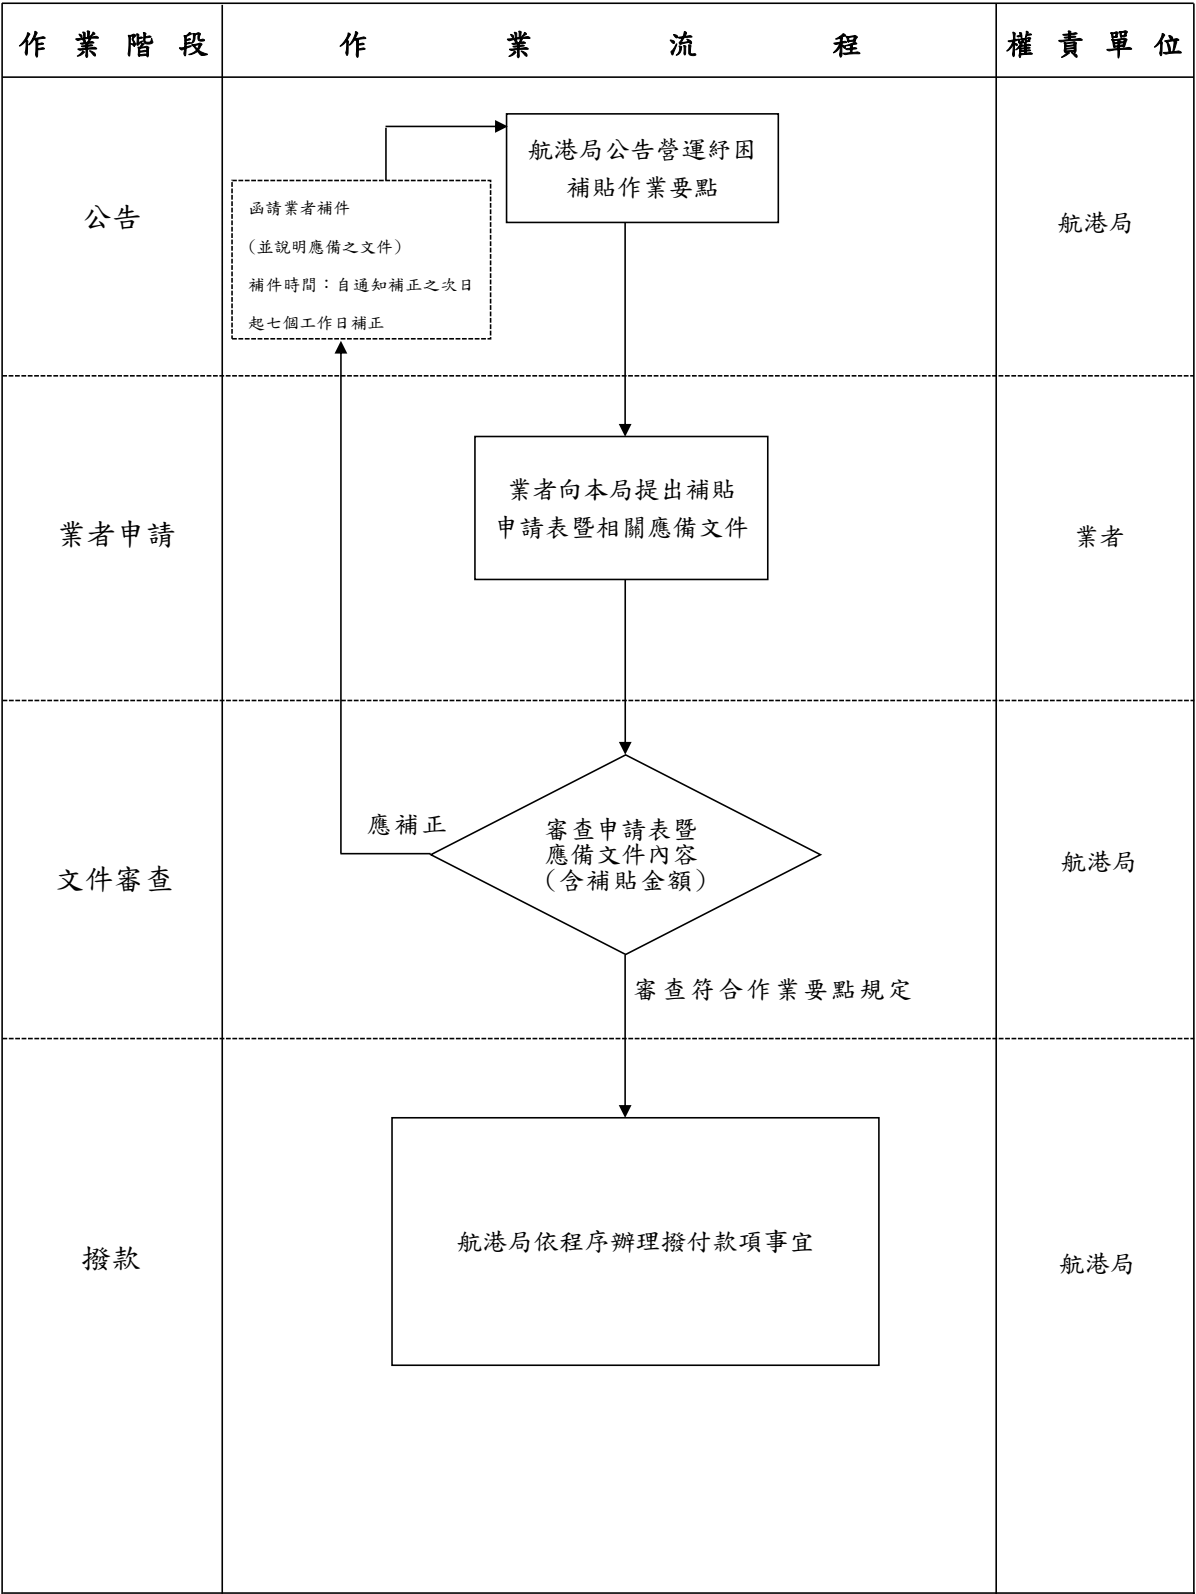 作業階段
作業流程
權責單位
公告
函請業者補件
(並說明應備之文件)
補件時間：自通知補正之次日
起七個工作日補正
航港局公告營運紓困
補貼作業要點
航港局
業者申請
業者向本局提出補貼
申請表暨相關應備文件
業者
文件審查
應補正
審查申請表暨
應備文件內容
（含補貼金額）
審查符合作業要點規定
航港局
撥款
航港局依程序辦理撥付款項事宜
航港局